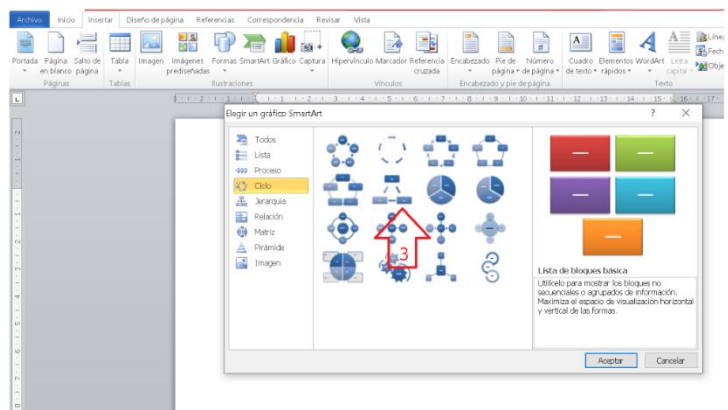 Archivo Inicio Insertar Diseño de página Referencias Correspondencia Revisar Vista
Portada Página en blanco Salto de página Tabla Imagen Imágenes prediseñadas Formas SmartArt Gráfico Captura Hipervínculo Marcador Referencia cruzada Encabezado Pie de página Número de página Cuadro de texto Elementos rápidos WordArt Letra capital Línea
Fech
Obje
Páginas Tablas Ilustraciones Vínculos Encabezado y pie de página Texto
Elegir un gráfico SmartArt ? X
Todos
Lista
Proceso
Ciclo
Jerarquía
Relación
Matriz
Pirámide
Imagen
3
Lista de bloques básica
Utilícelo para mostrar los bloques no
secuenciales o agrupados de información.
Maximiza el espacio de visualización horizontal
y vertical de las formas.
Aceptar Cancelar